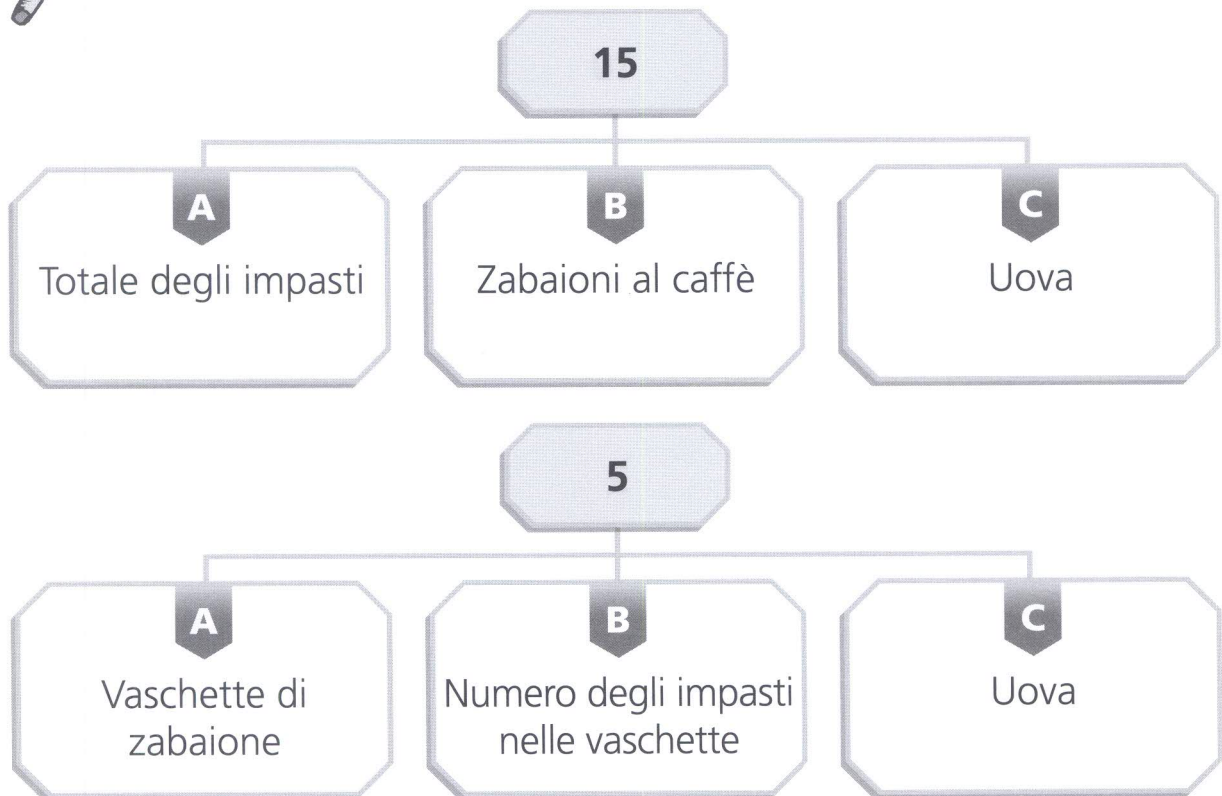 15
A
B
C
Totale degli impasti
Zabaioni al caffè
Uova
5
A
B
C
Vaschette di
zabaione
Numero degli impasti
nelle vaschette
Uova